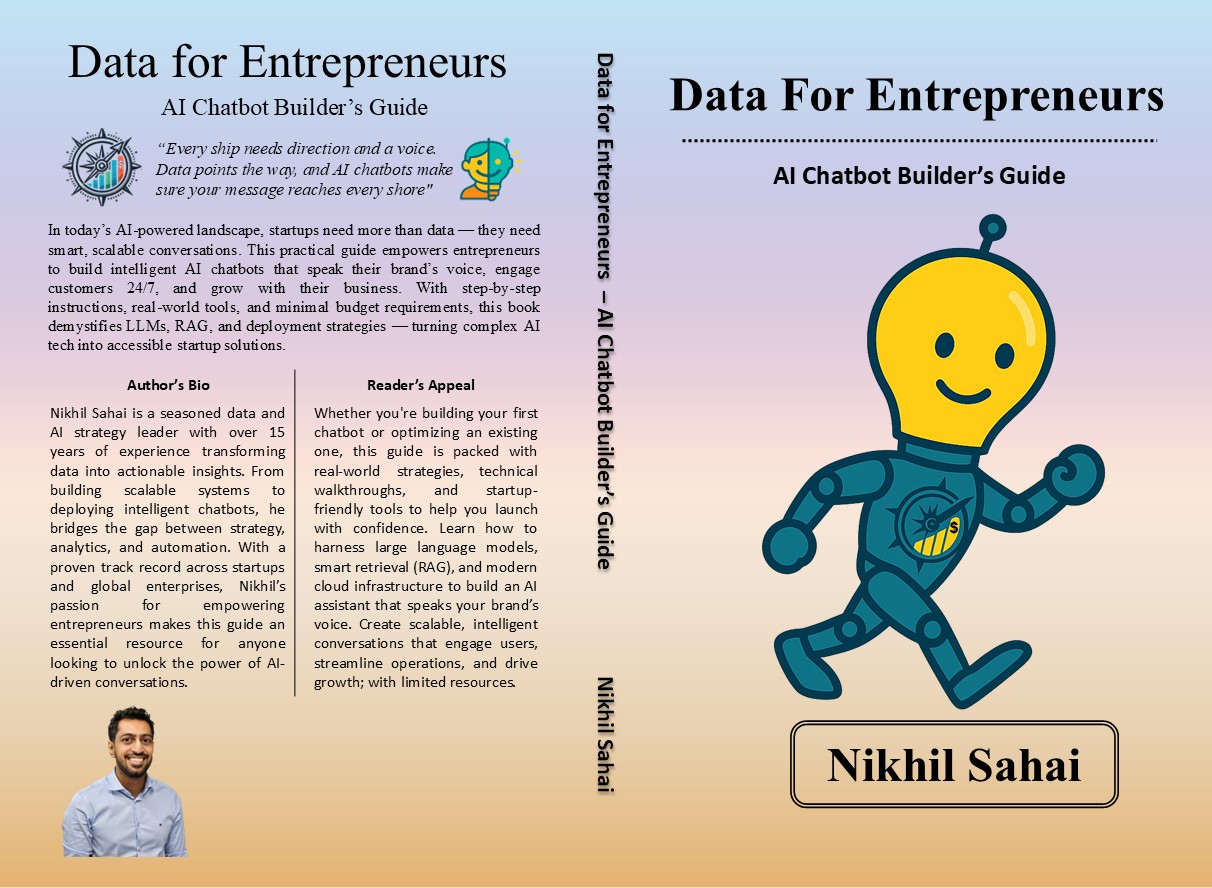 Data for Entrepreneurs
AI Chatbot Builder’s Guide
“Every ship needs direction and a voice.
Data points the way, and AI chatbots make
sure your message reaches every shore"
In today’s AI-powered landscape, startups need more than data — they need
smart, scalable conversations. This practical guide empowers entrepreneurs
to build intelligent AI chatbots that speak their brand’s voice, engage
customers 24/7, and grow with their business. With step-by-step
instructions, real-world tools, and minimal budget requirements, this book
demystifies LLMs, RAG, and deployment strategies — turning complex AI
tech into accessible startup solutions.
Author’s Bio
Nikhil Sahai is a seasoned data and
AI strategy leader with over 15
years of experience transforming
data into actionable insights. From
building scalable systems to
deploying intelligent chatbots, he
bridges the gap between strategy,
analytics, and automation. With a
proven track record across startups
and global enterprises, Nikhil’s
passion for empowering
entrepreneurs makes this guide an
essential resource for anyone
looking to unlock the power of AI-
driven conversations.
Reader’s Appeal
Whether you're building your first
chatbot or optimizing an existing
one, this guide is packed with
real-world strategies, technical
walkthroughs, and startup-
friendly tools to help you launch
with confidence. Learn how to
harness large language models,
smart retrieval (RAG), and modern
cloud infrastructure to build an AI
assistant that speaks your brand’s
voice. Create scalable, intelligent
conversations that engage users,
streamline operations, and drive
growth; with limited resources.
Data for Entrepreneurs – AI Chatbot Builder’s Guide
Nikhil Sahai
Data For Entrepreneurs
AI Chatbot Builder’s Guide
$
Nikhil Sahai